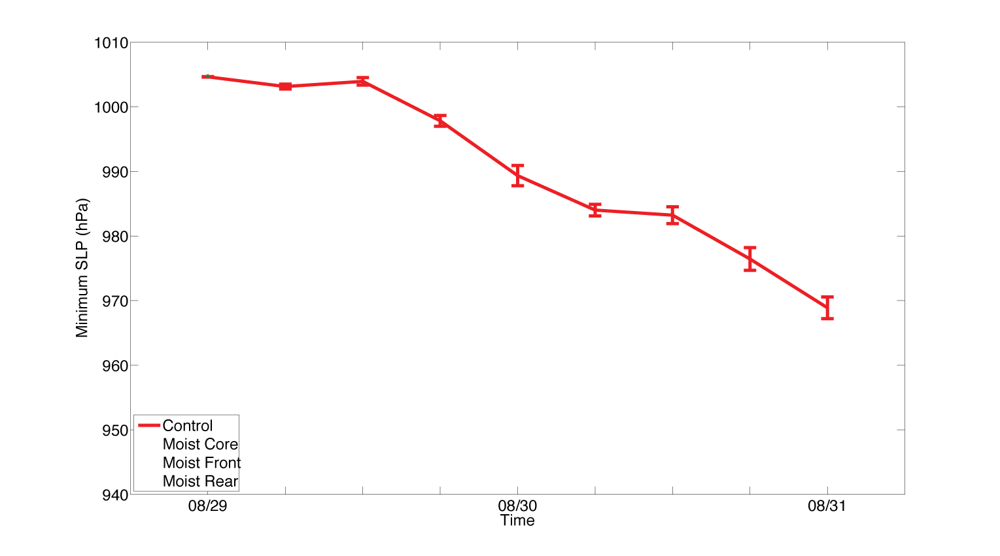 1010
1000
990
980
970
960
950
940
Minimum SLP (hPa)
Control
Moist Core
Moist Front
Moist Rear
08/29 08/30 08/31
Time